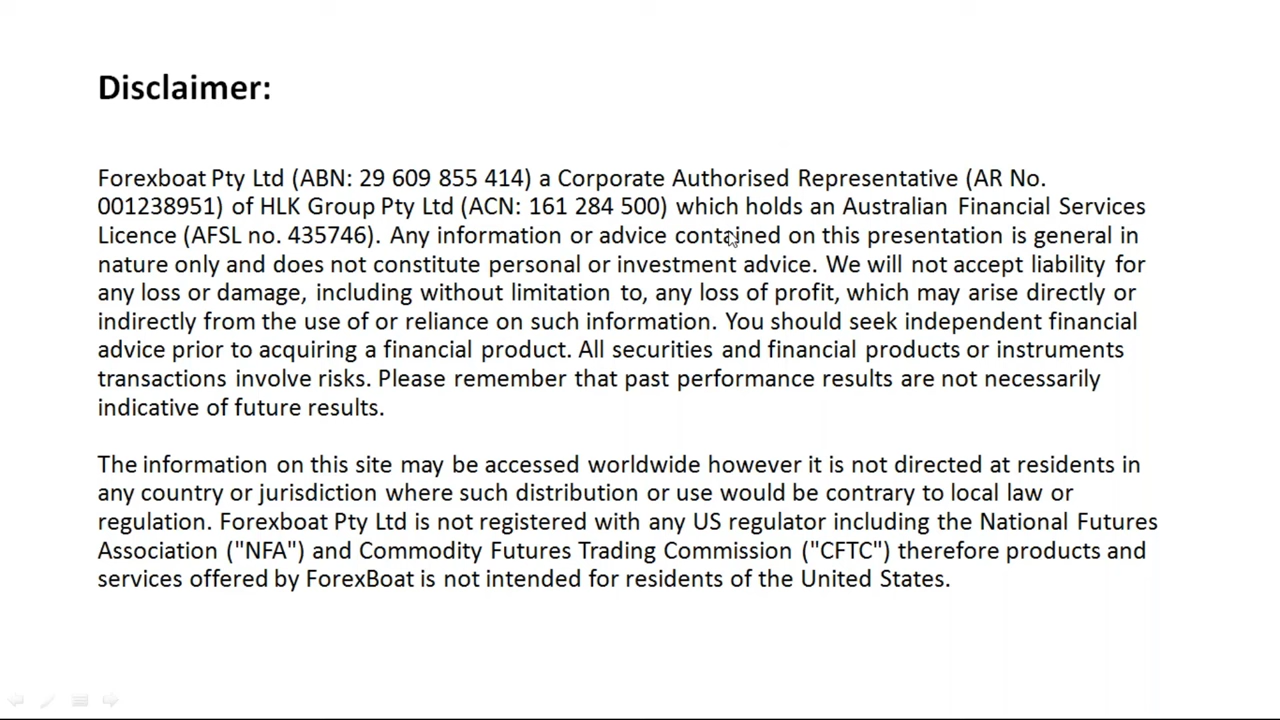 Disclaimer:
Forexboat Pty Ltd (ABN: 29 609 855 414) a Corporate Authorised Representative (AR No.
001238951) of HLK Group Pty Ltd (ACN: 161 284 500) which holds an Australian Financial Services
Licence (AFSL no. 435746). Any information or advice contained on this presentation is general in
nature only and does not constitute personal or investment advice. We will not accept liability for
any loss or damage, including without limitation to, any loss of profit, which may arise directly or
indirectly from the use of or reliance on such information. You should seek independent financial
advice prior to acquiring a financial product. All securities and financial products or instruments
transactions involve risks. Please remember that past performance results are not necessarily
indicative of future results.
The information on this site may be accessed worldwide however it is not directed at residents in
any country or jurisdiction where such distribution or use would be contrary to local law or
regulation. Forexboat Pty Ltd is not registered with any US regulator including the National Futures
Association ("NFA") and Commodity Futures Trading Commission ("CFTC") therefore products and
services offered by ForexBoat is not intended for residents of the United States.